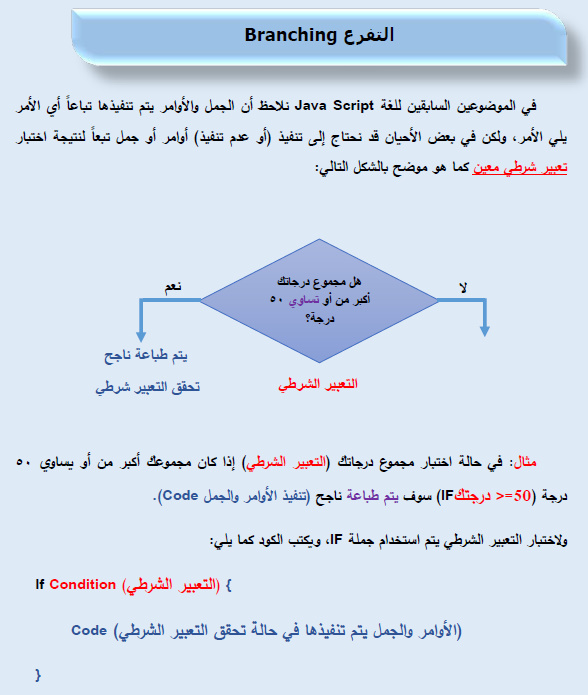 التفرع Branching
في الموضوعين السابقين للغة Java Script نلاحظ أن الجمل والأوامر يتم تنفيذها تباعاً أي الأمر
يلي الأمر، ولكن في بعض الأحيان قد نحتاج إلى تنفيذ (أو عدم تنفيذ) أوامر أو جمل تبعاً لنتيجة اختبار
تعبير شرطي معين كما هو موضح بالشكل التالي:
هل مجموع درجاتك
أكبر من أو تساوي ٥٠
درجة؟
نعم
لا
يتم طباعة ناجح
تحقق التعبير شرطي
التعبير الشرطي
مثال: في حالة اختبار مجموع درجاتك (التعبير الشرطي) إذا كان مجموعك أكبر من أو يساوي ٥٠
درجة (IFدرجتك >=50) سوف يتم طباعة ناجح (تنفيذ الأوامر والجمل Code).
ولاختبار التعبير الشرطي يتم استخدام جملة IF، ويكتب الكود كما يلي:
If Condition (التعبير الشرطي) {
Code (الأوامر والجمل يتم تنفيذها في حالة تحقق التعبير الشرطي)
}